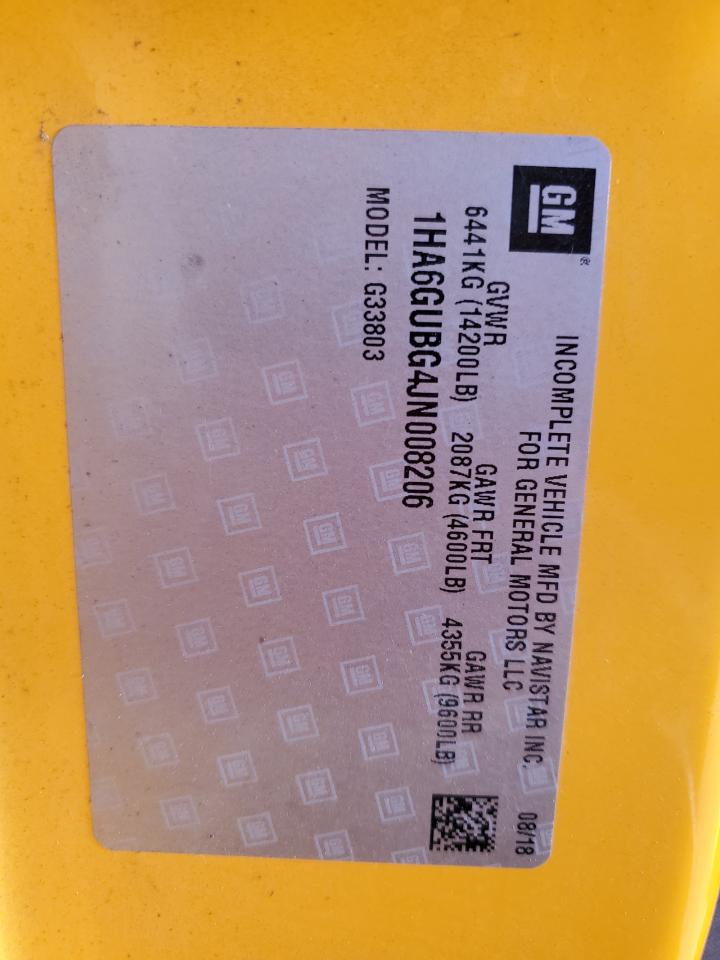 GM®
INCOMPLETE VEHICLE MFD BY NAVISTAR INC. 08/18
FOR GENERAL MOTORS LLC
GVWR GAWR FRT GAWR RR
6441KG (14200LB) 2087KG (4600LB) 4355KG (9600LB)
1HA6GUBG4JN008206
MODEL: G33803